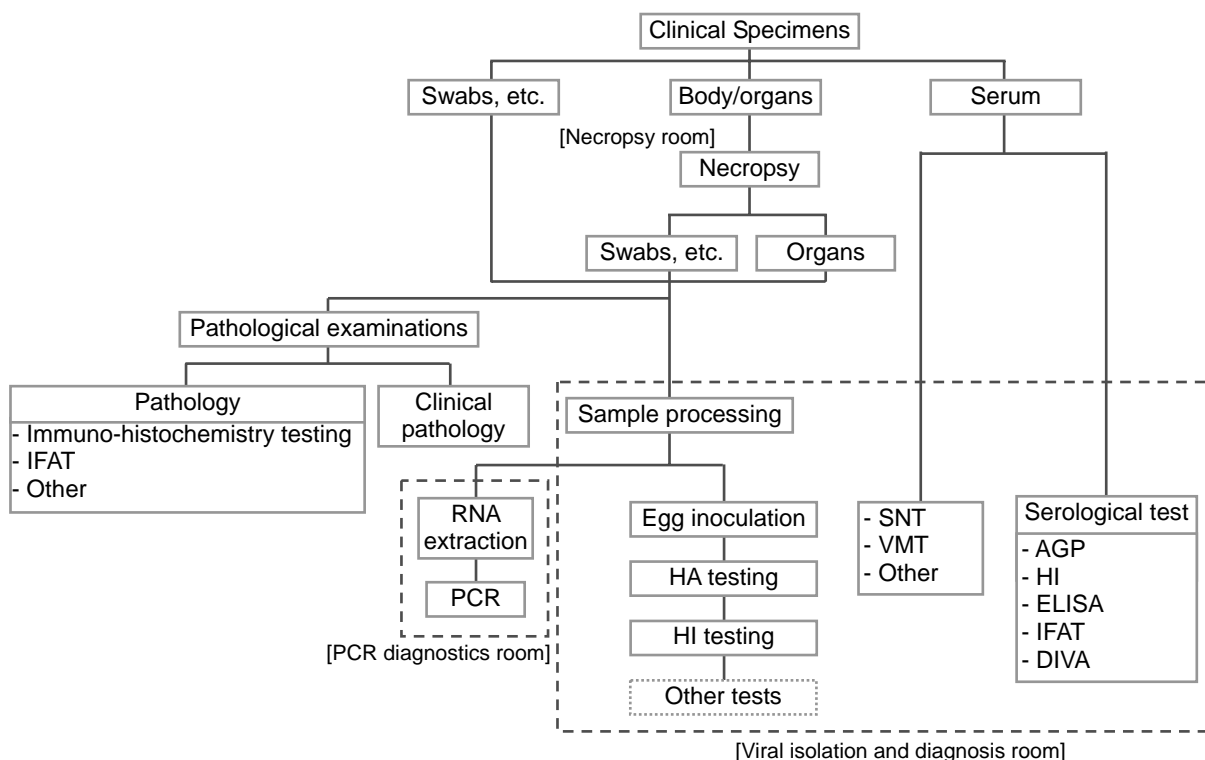 Clinical Specimens
Swabs, etc.
Body/organs
Serum
[Necropsy room]
Necropsy
Swabs, etc.
Organs
Pathological examinations
Pathology
- Immuno-histochemistry testing
- IFAT
- Other
Clinical
pathology
Sample processing
RNA
extraction
PCR
[PCR diagnostics room]
Egg inoculation
HA testing
HI testing
Other tests
- SNT
- VMT
- Other
Serological test
- AGP
- HI
- ELISA
- IFAT
- DIVA
[Viral isolation and diagnosis room]